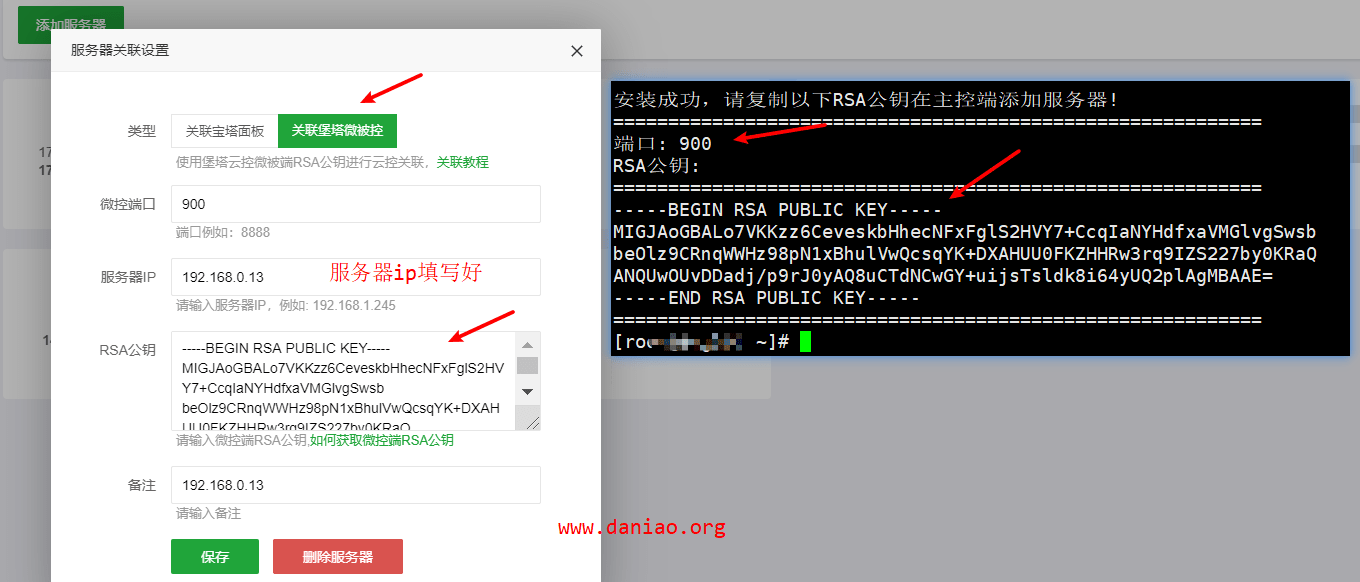 添加服务器
服务器关联设置
类型
关联宝塔面板
关联堡塔微被控
使用堡塔云控微被端RSA公钥进行云控关联，关联教程
微控端口
900
端口例如：8888
服务器IP
192.168.0.13
服务器ip填写好
请输入服务器IP，例如: 192.168.1.245
RSA公钥
-----BEGIN RSA PUBLIC KEY-----
MIGJAoGBALo7VKKzz6CeveskbHhecNFxFglS2HV
Y7+CcqIaNYHdfxaVMGlvgSwsb
beOlz9CRnqWWHz98pN1xBhulVwQcsqYK+DXAH
UU0FKZHHRw3rq9IZS227by0KRaQ
请输入微控端RSA公钥,如何获取微控端RSA公钥
备注
192.168.0.13
请输入备注
保存
删除服务器
17
17
14
安装成功，请复制以下RSA公钥在主控端添加服务器!
==========================================================
端口: 900
RSA公钥:
==========================================================
-----BEGIN RSA PUBLIC KEY-----
MIGJAoGBALo7VKKzz6CeveskbHhecNFxFglS2HVY7+CcqIaNYHdfxaVMGlvgSwsb
beOlz9CRnqWWHz98pN1xBhulVwQcsqYK+DXAHUU0FKZHHRw3rq9IZS227by0KRaQ
ANQUwOUvDDadj/p9rJ0yAQ8uCTdNCwGY+uijsTsldk8i64yUQ2plAgMBAAE=
-----END RSA PUBLIC KEY-----
==========================================================
[roo ~]#
www.daniao.org